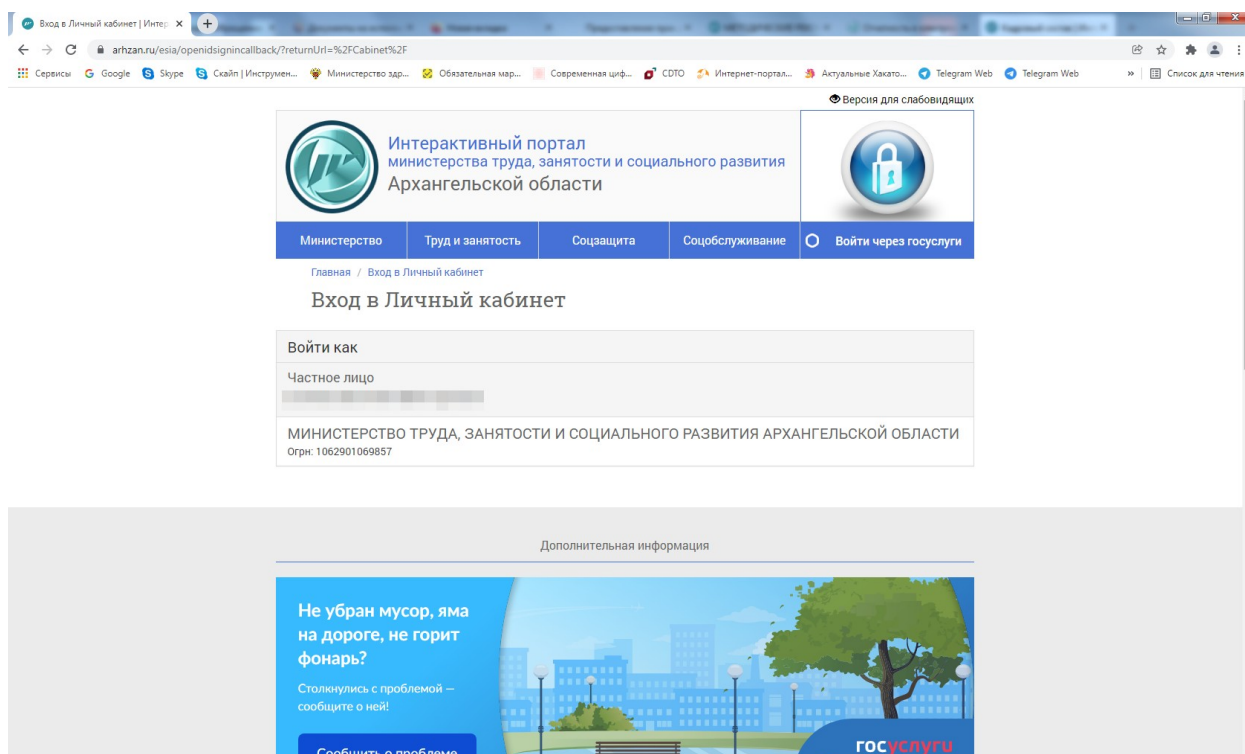 Вход в Личный кабинет | Интер
arhzan.ru/esia/openidsignincallback/?returnUrl=%2FCabinet%2F
Сервисы Google Skype Скайп | Инструмен... Министерство здр... Обязательная мар... Современная циф... CDTO Интернет-портал... Актуальные Хакато... Telegram Web Telegram Web » Список для чтения
Версия для слабовидящих
Интерактивный портал
министерства труда, занятости и социального развития
Архангельской области
Министерство Труд и занятость Соцзащита Соцобслуживание Войти через госуслуги
Главная / Вход в Личный кабинет
Вход в Личный кабинет
Войти как
Частное лицо
МИНИСТЕРСТВО ТРУДА, ЗАНЯТОСТИ И СОЦИАЛЬНОГО РАЗВИТИЯ АРХАНГЕЛЬСКОЙ ОБЛАСТИ
Огрн: 1062901069857
Дополнительная информация
Не убран мусор, яма
на дороге, не горит
фонарь?
Столкнулись с проблемой —
сообщите о ней!
Сообщить о проблеме
госуслуги